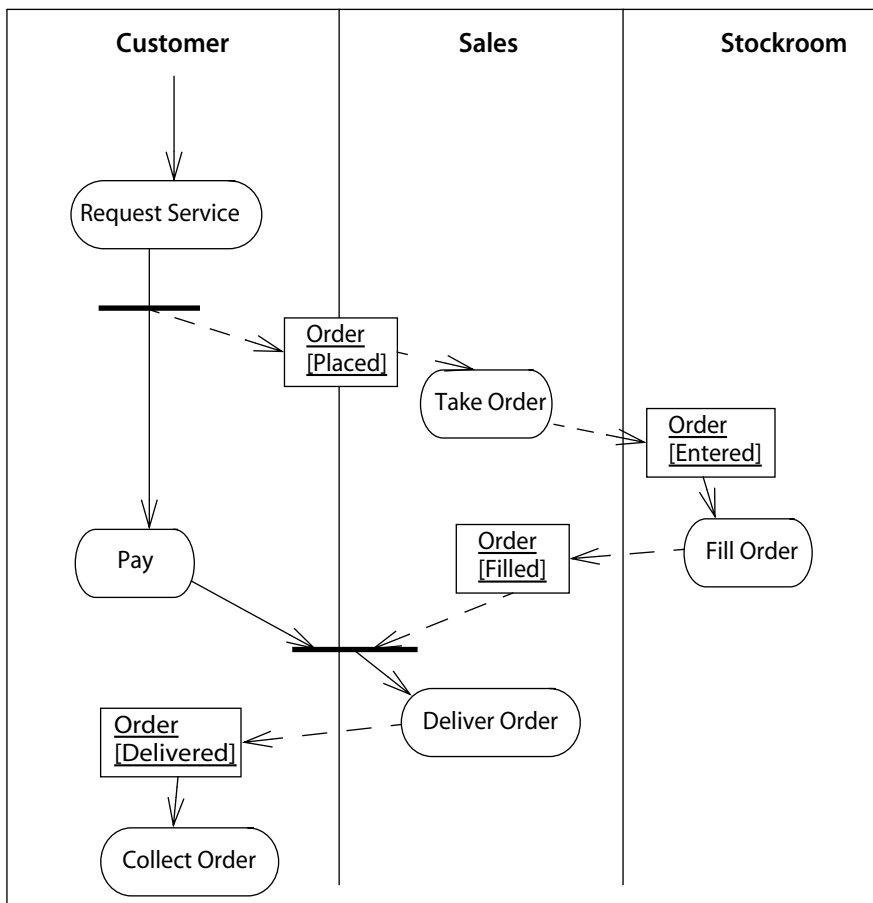 Customer
Sales
Stockroom
Request Service
Order
[Placed]
Take Order
Order
[Entered]
Order
[Filled]
Fill Order
Pay
Order
[Delivered]
Deliver Order
Collect Order